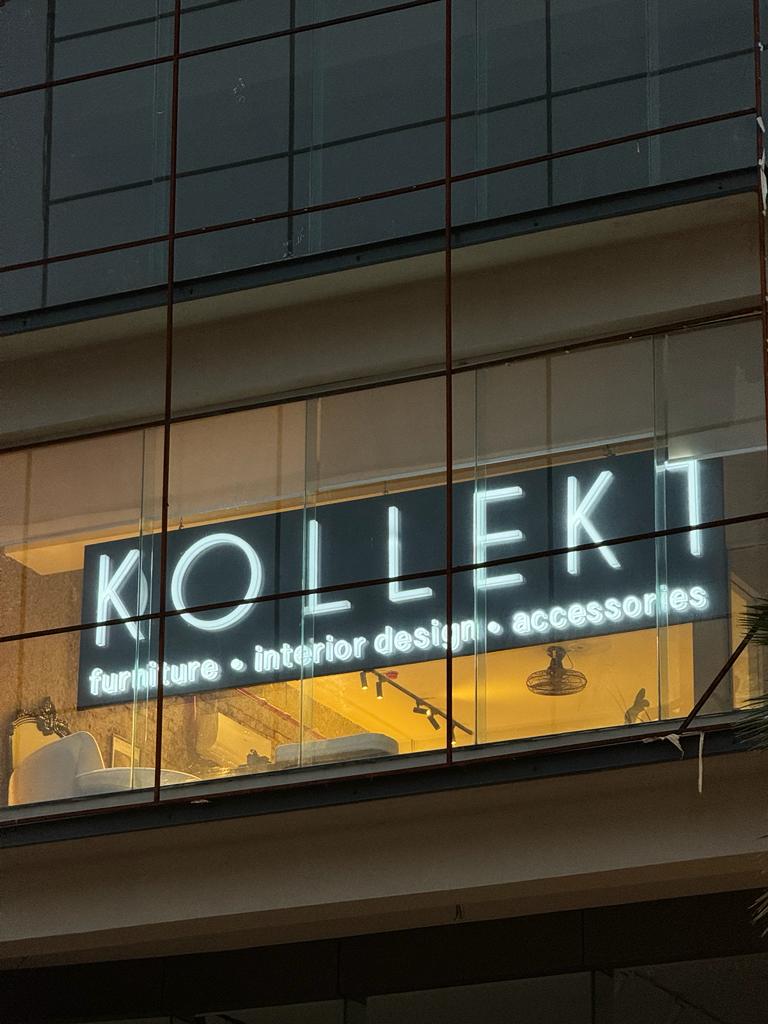 KOLLEKT
furniture • interior design • accessories